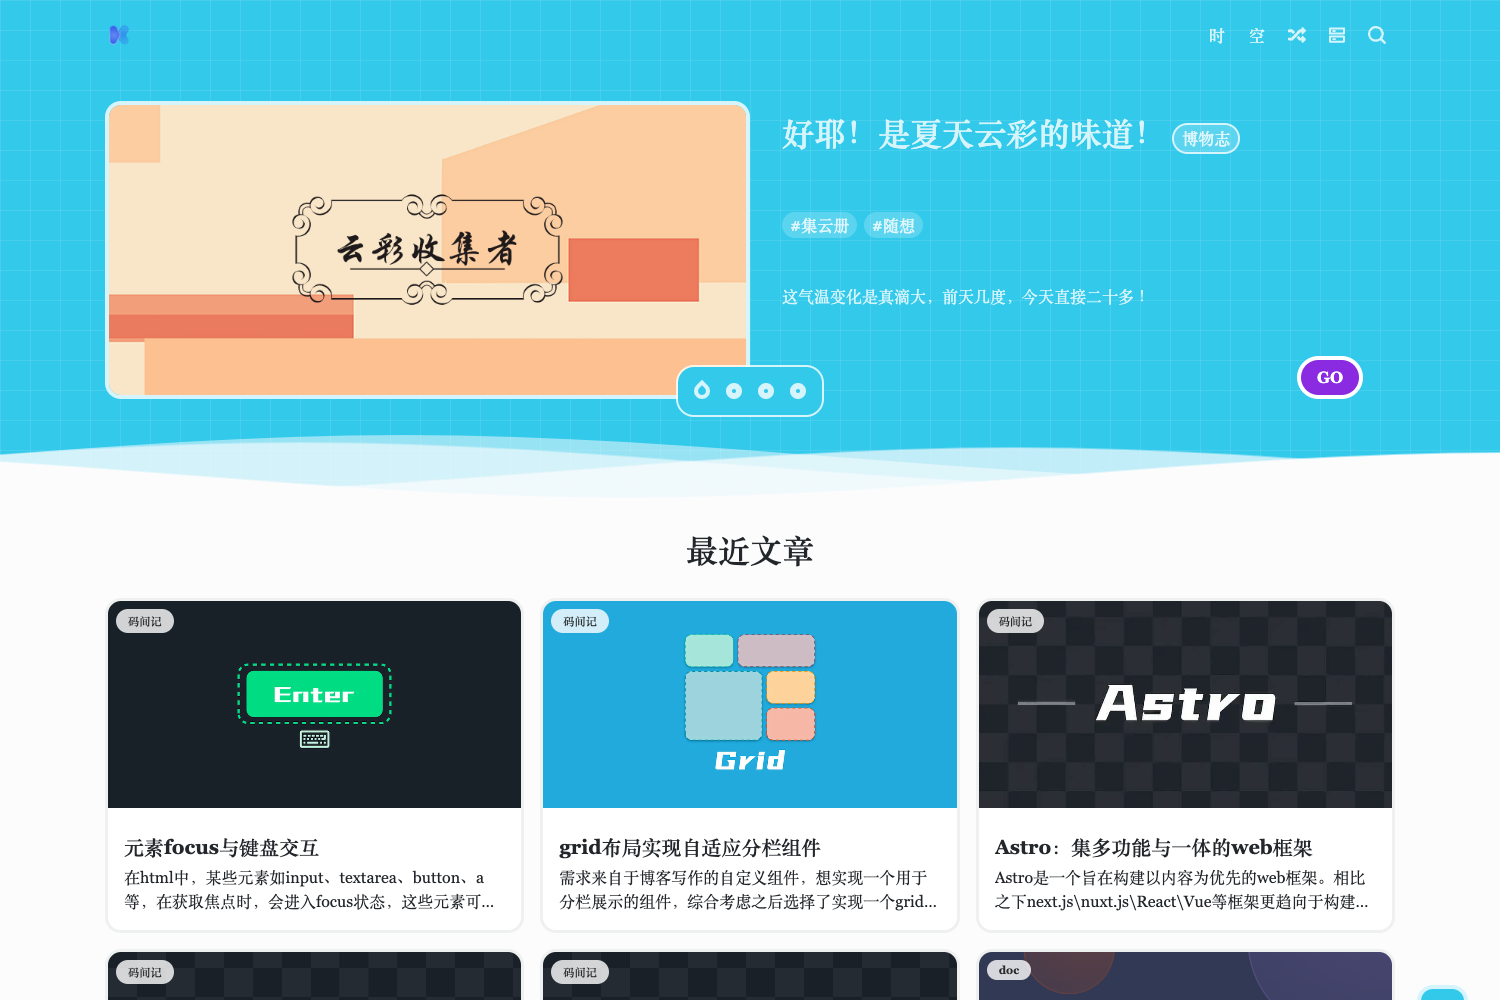 时 空
云彩收集者
好耶！是夏天云彩的味道！ 博物志
#集云册 #随想
这气温变化是真滴大，前天几度，今天直接二十多！
GO
最近文章
码间记
Enter
元素focus与键盘交互
在html中，某些元素如input、textarea、button、a
等，在获取焦点时，会进入focus状态，这些元素可...
码间记
Grid
grid布局实现自适应分栏组件
需求来自于博客写作的自定义组件，想实现一个用于
分栏展示的组件，综合考虑之后选择了实现一个grid...
码间记
Astro
Astro：集多功能与一体的web框架
Astro是一个旨在构建以内容为优先的web框架。相比
之下next.js\nuxt.js\React\Vue等框架更趋向于构建...
码间记
码间记
doc